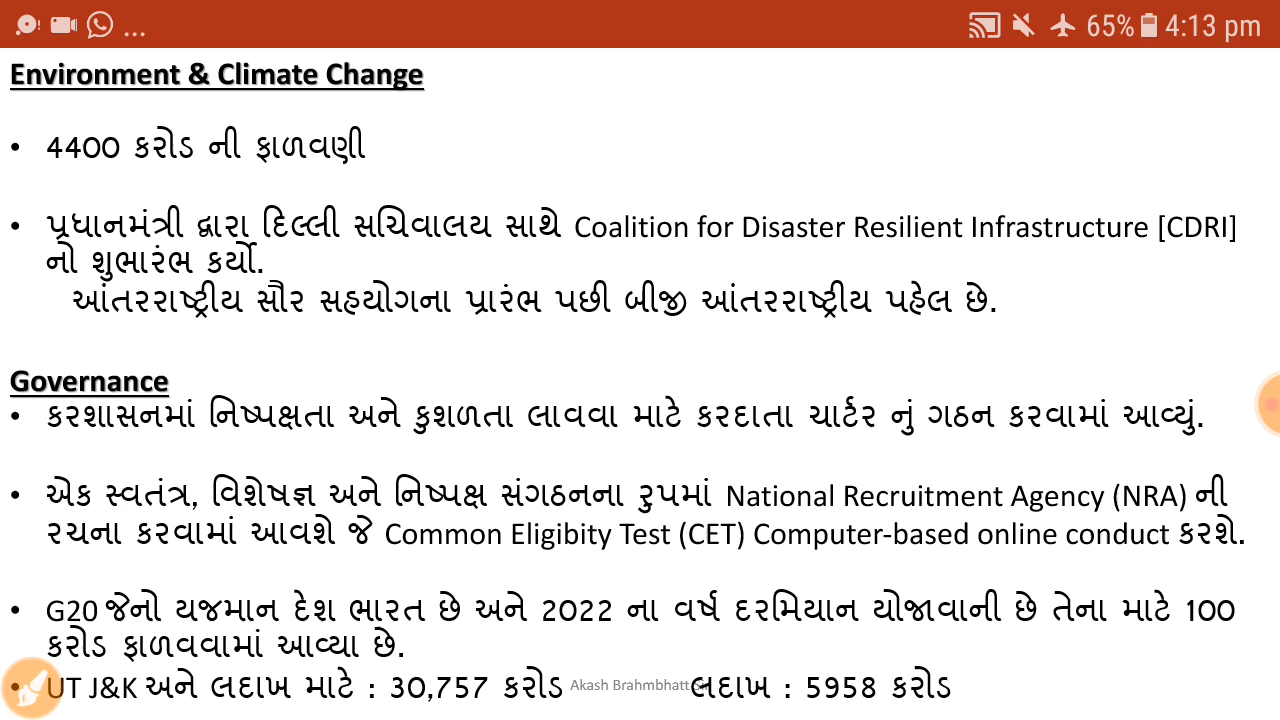 ... 65% 4:13 pm
Environment & Climate Change
• 4400 કરોડ ની ફાળવણી
• પ્રધાનમંત્રી દ્વારા દિલ્લી સચિવાલય સાથે Coalition for Disaster Resilient Infrastructure [CDRI]
નો શુભારંભ કર્યો.
આંતરરાષ્ટ્રીય સૌર સહયોગના પ્રારંભ પછી બીજી આંતરરાષ્ટ્રીય પહેલ છે.
Governance
• કરશાસનમાં નિષ્પક્ષતા અને કુશળતા લાવવા માટે કરદાતા ચાર્ટર નું ગઠન કરવામાં આવ્યું.
• એક સ્વતંત્ર, વિશેષજ્ઞ અને નિષ્પક્ષ સંગઠનના રુપમાં National Recruitment Agency (NRA) ની
રચના કરવામાં આવશે જે Common Eligibity Test (CET) Computer-based online conduct કરશે.
• G20 જેનો યજમાન દેશ ભારત છે અને 2022 ના વર્ષ દરમિયાન યોજાવાની છે તેના માટે 100
કરોડ ફાળવવામાં આવ્યા છે.
• UT J&K અને લદાખ માટે : 30,757 કરોડ Akash Brahmbhatt લદાખ : 5958 કરોડ